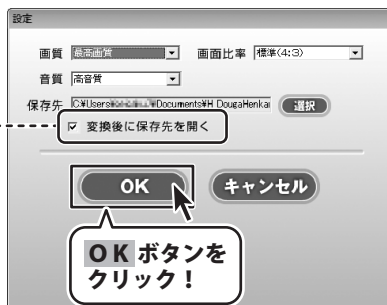 設定
画質 最高画質 画面比率 標準(4:3)
音質 高音質
保存先 C:¥Users¥ ¥Documents¥H DougaHenkai 選択
変換後に保存先を開く
OK キャンセル
OKボタンを
クリック!